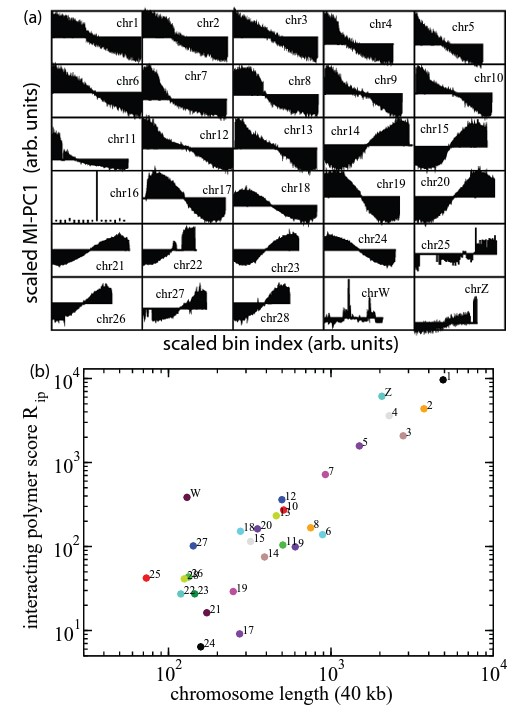 (a)
chr1 chr2 chr3 chr4 chr5
chr6 chr7 chr8 chr9 chr10
chr11 chr12 chr13 chr14 chr15
chr16 chr17 chr18 chr19 chr20
chr21 chr22 chr23 chr24 chr25
chr26 chr27 chr28 chrW chrZ
scaled MI-PC1 (arb. units)
scaled bin index (arb. units)
(b)
interacting polymer score R_ip
10^4
10^3
10^2
10^1
1
Z
2
4
3
5
7
W
12
10
13
8
6
18
20
15
27
11
9
14
25
28
26
22
23
19
21
17
24
10^2 10^3 10^4
chromosome length (40 kb)